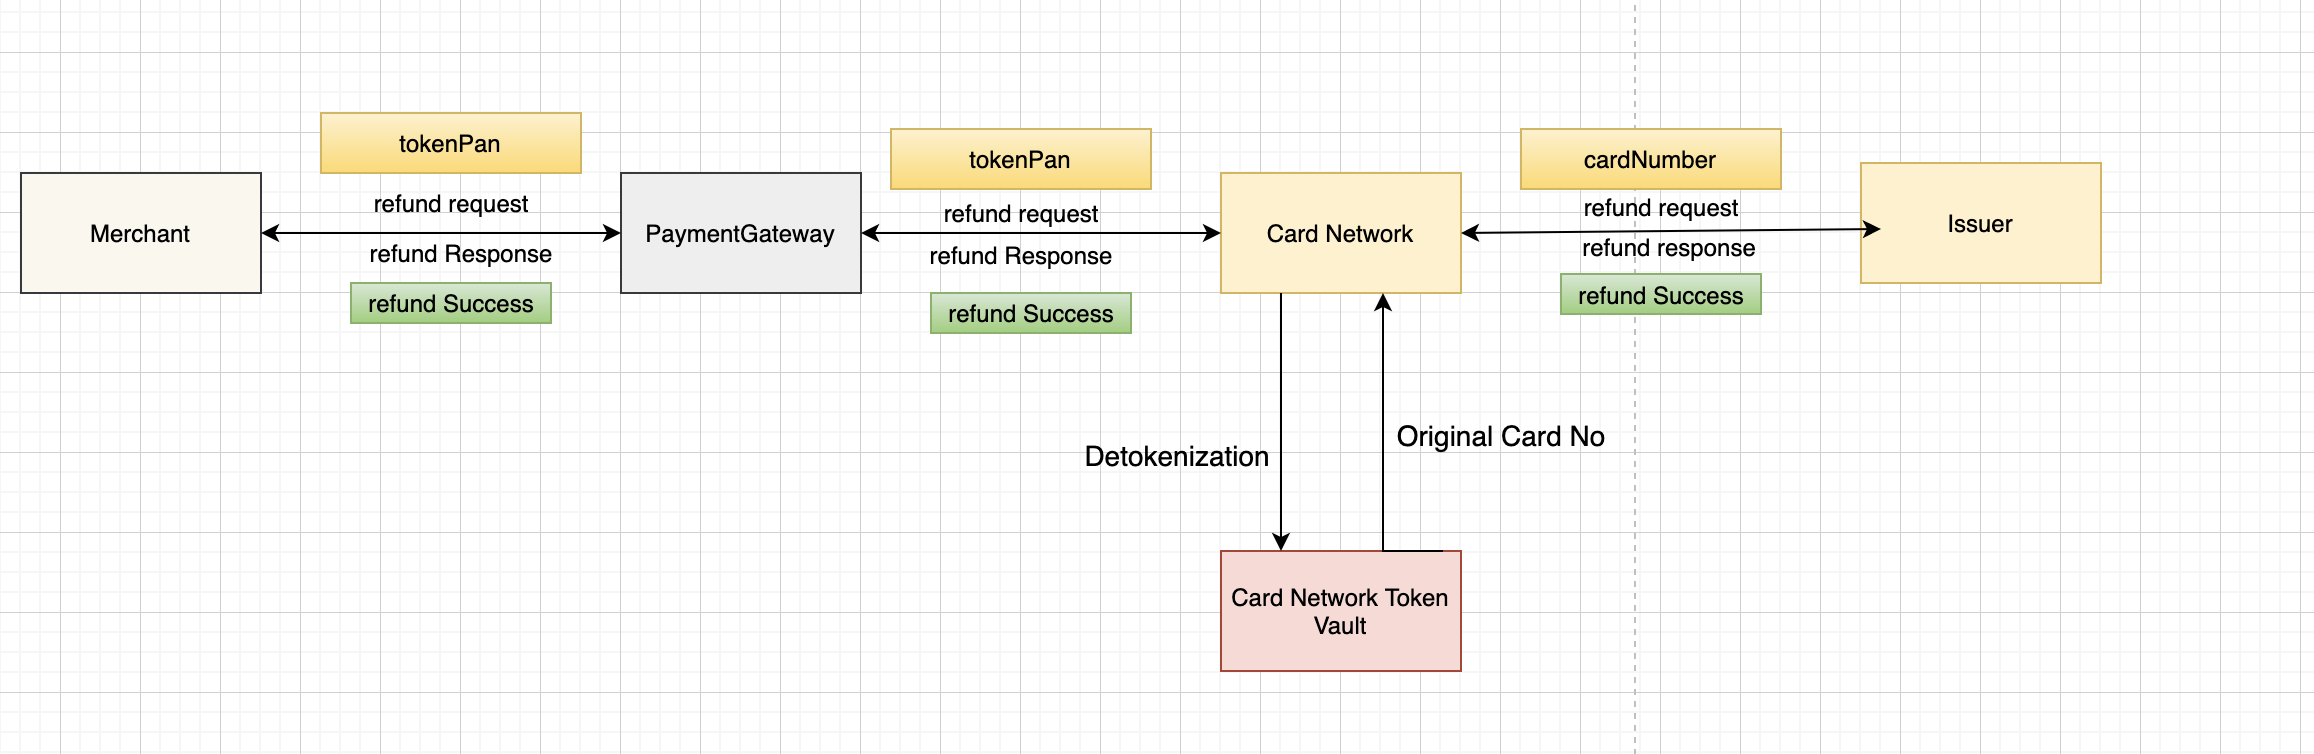 tokenPan
tokenPan
cardNumber
refund request
refund request
refund request
Merchant
PaymentGateway
Card Network
Issuer
refund Response
refund Response
refund response
refund Success
refund Success
refund Success
Detokenization
Original Card No
Card Network Token
Vault